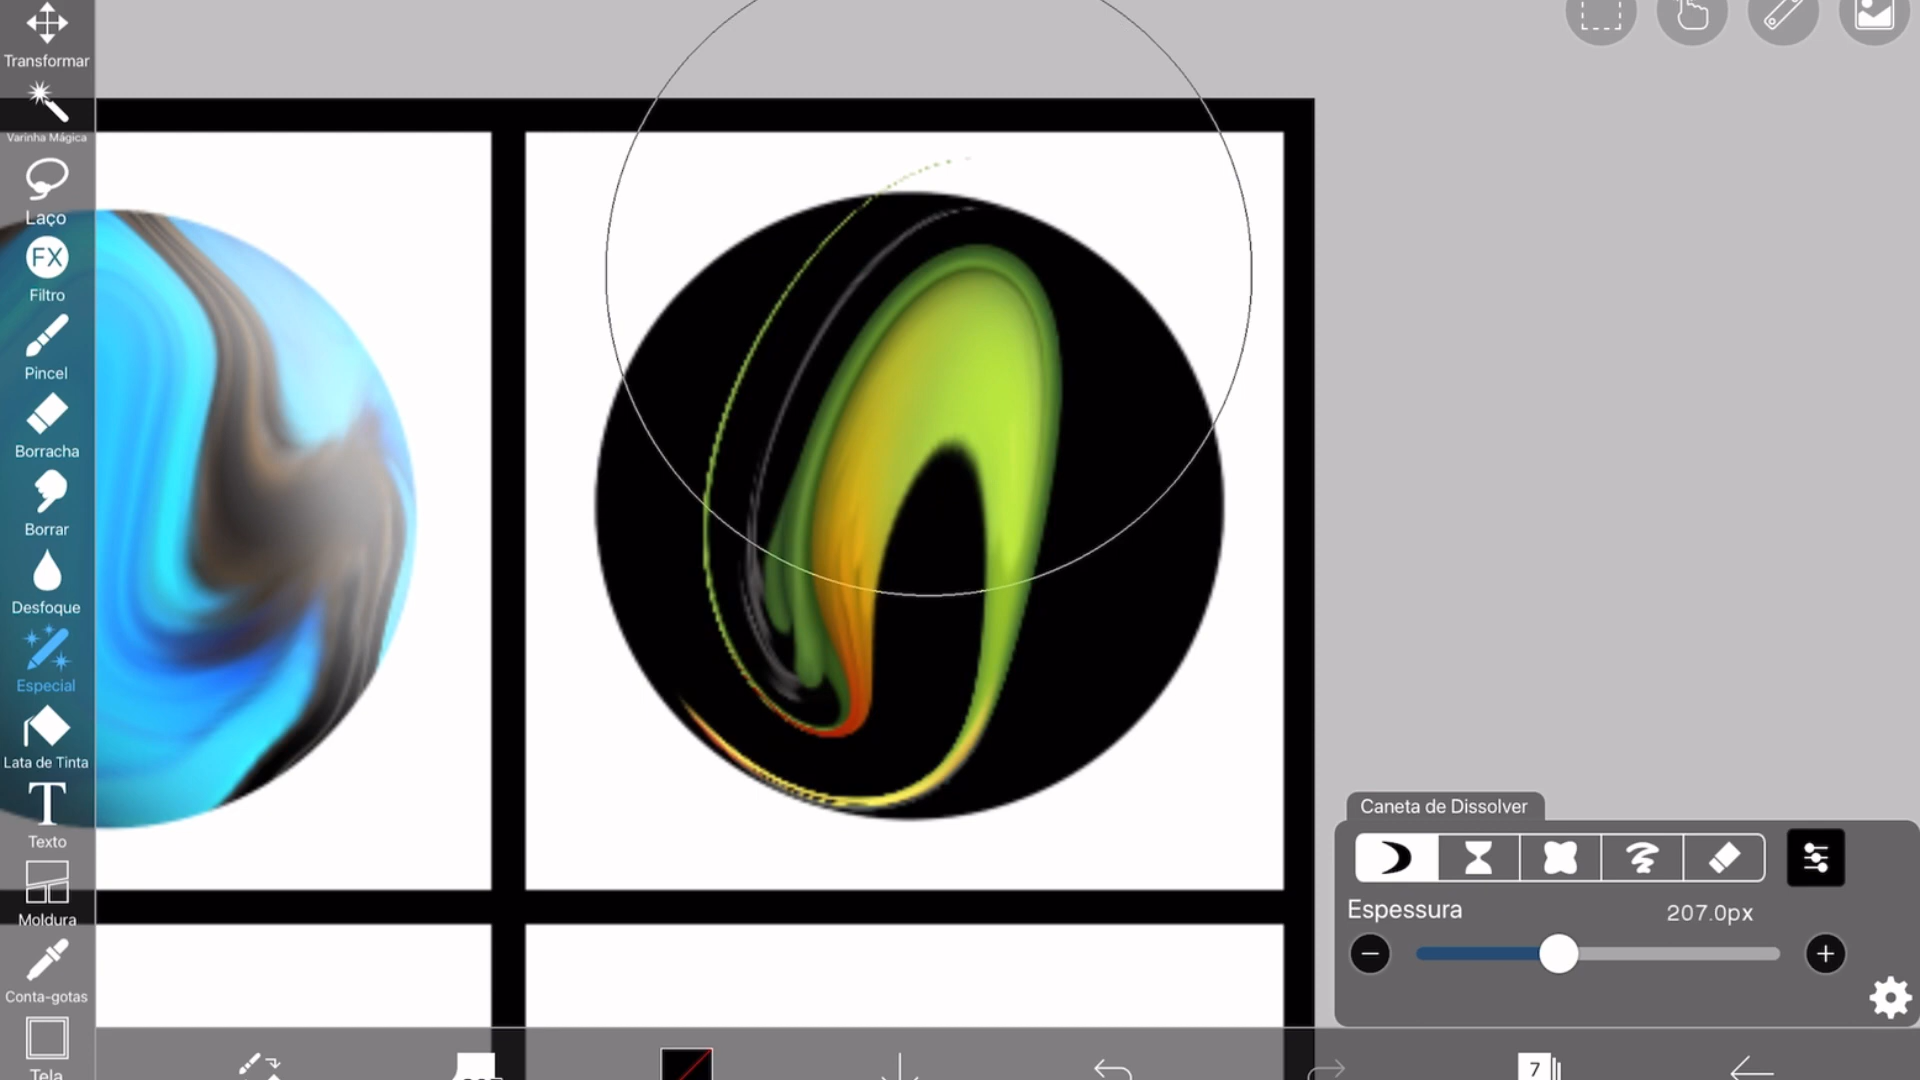 Transformar
Varinha Mágica
Laço
FX
Filtro
Pincel
Borracha
Borrar
Desfoque
Especial
Lata de Tinta
T
Texto
Moldura
Conta-gotas
Tela
Caneta de Dissolver
Espessura
207.0px
7